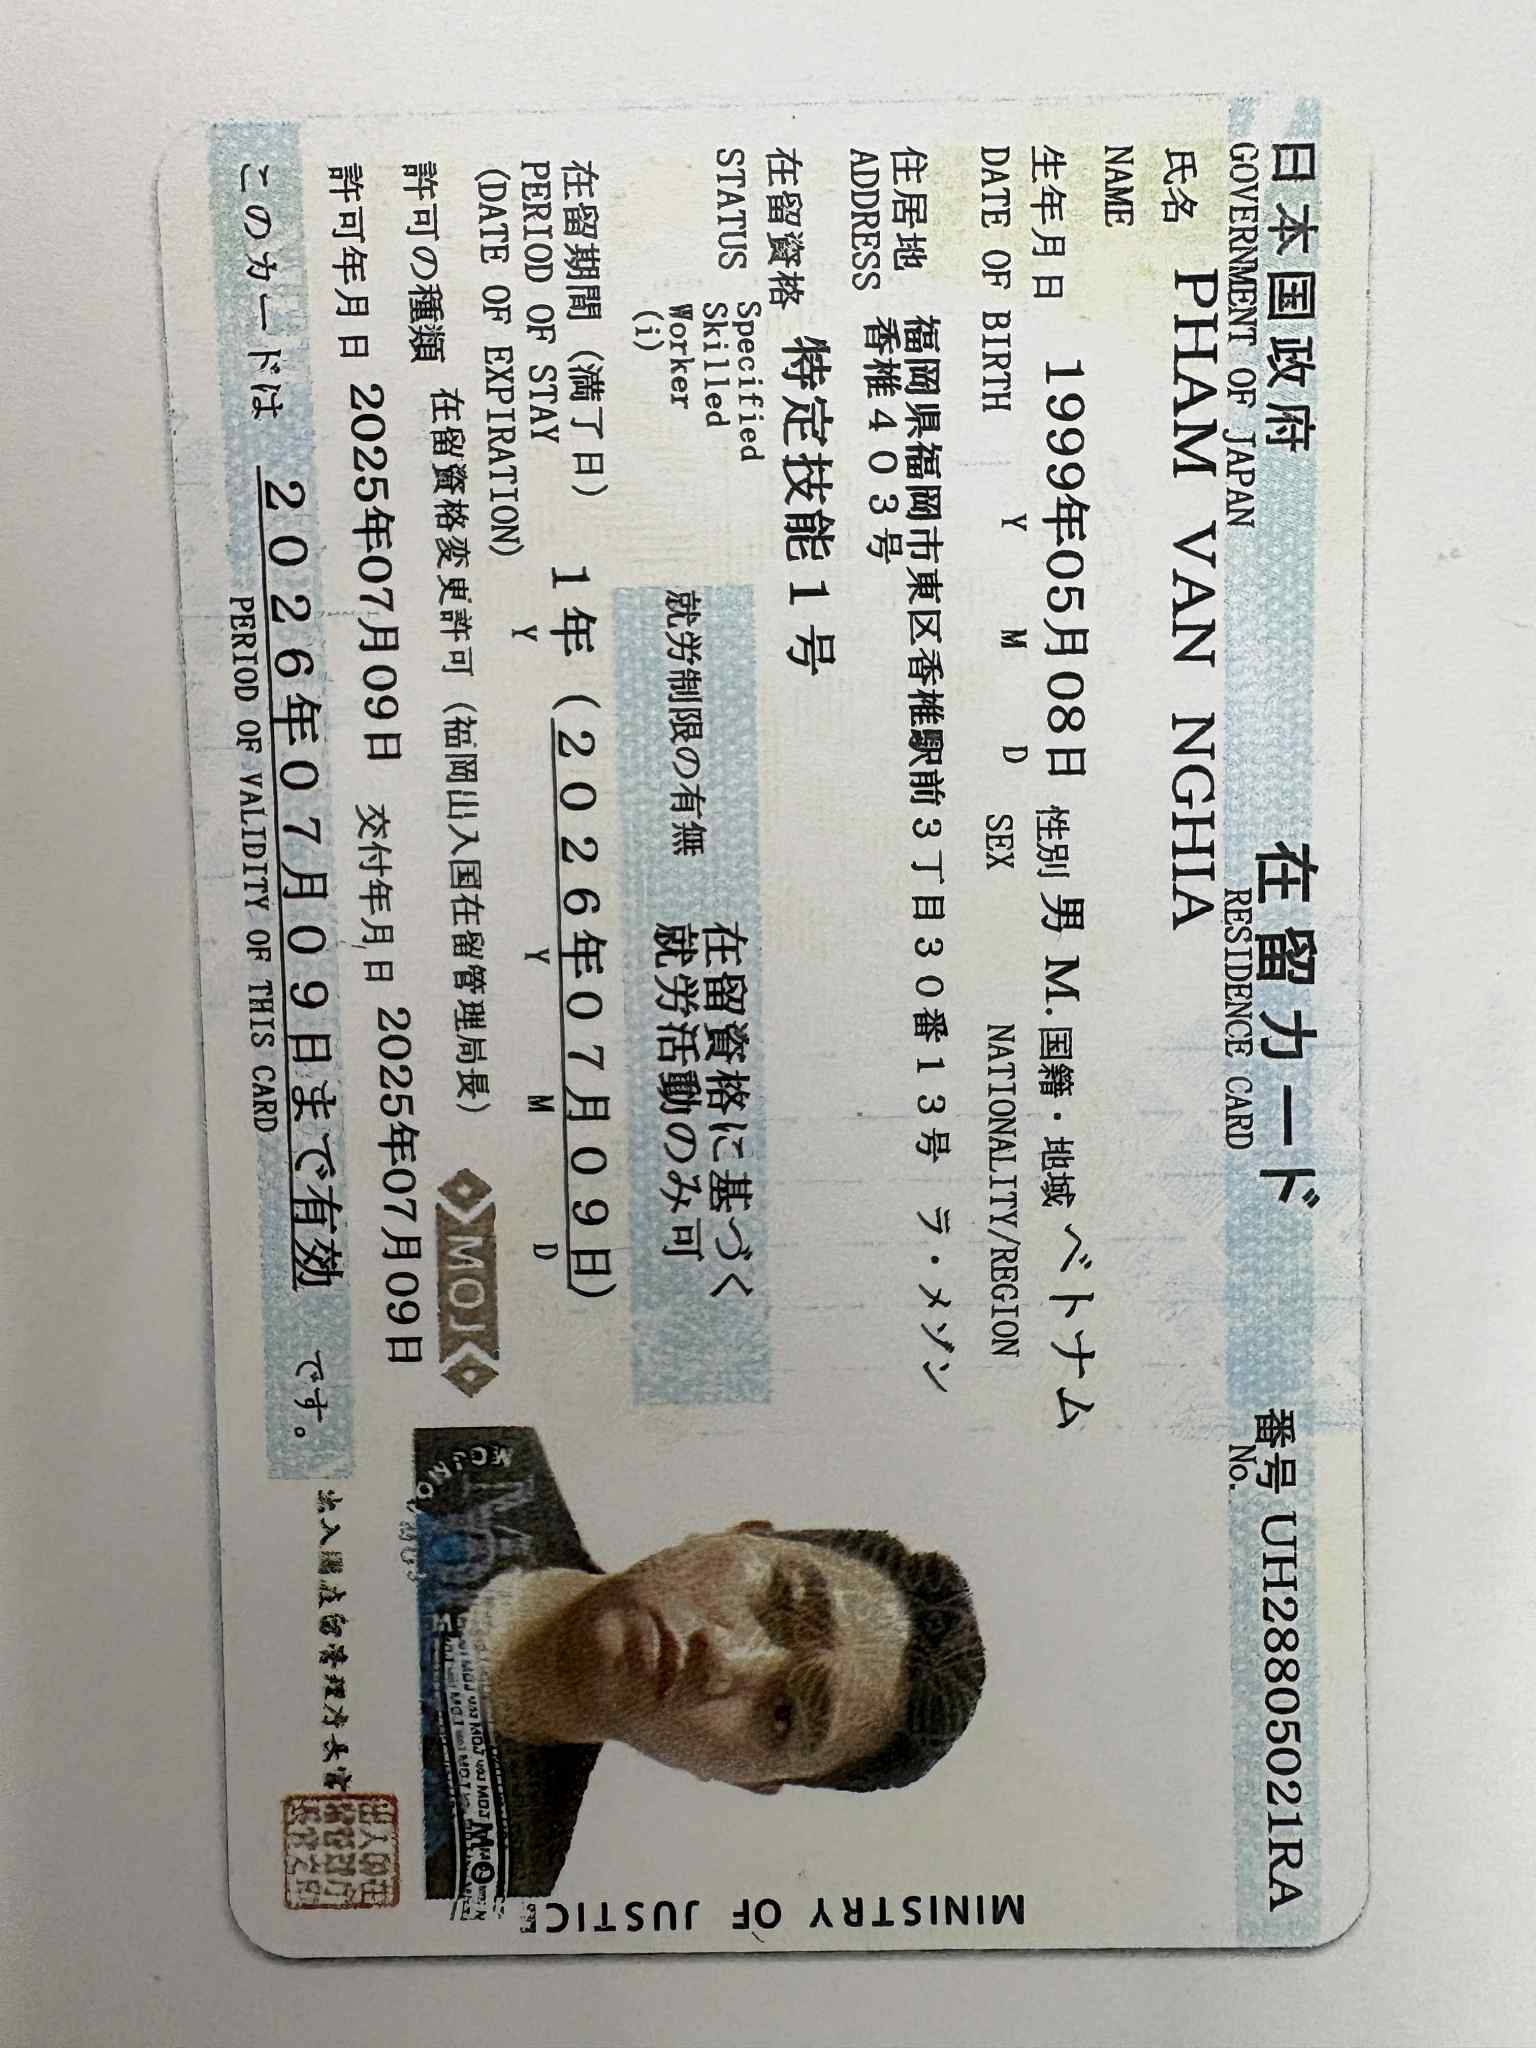 日本国政府 在留カード 番号 UH28805021RA
GOVERNMENT OF JAPAN RESIDENCE CARD No.
氏名 PHAM VAN NGHIA
NAME
生年月日 1999年05月08日 性別 男 M. 国籍・地域 ベトナム
DATE OF BIRTH Y M D SEX NATIONALITY/REGION
住居地 福岡県福岡市東区香椎駅前3丁目30番13号 ラ・メゾン
ADDRESS 香椎403号
在留資格 特定技能1号
STATUS Specified
Skilled
Worker
(i)
就労制限の有無 在留資格に基づく
就労活動のみ可
在留期間（満了日） 1年（2026年07月09日）
PERIOD OF STAY Y Y M D
(DATE OF EXPIRATION)
許可の種類 在留資格変更許可（福岡出入国在留管理局長）
MOJ
許可年月日 2025年07月09日 交付年月日 2025年07月09日
このカードは 2026年07月09日まで有効 です。
PERIOD OF VALIDITY OF THIS CARD
出入国在留管理庁長官
MINISTRY OF JUSTICE